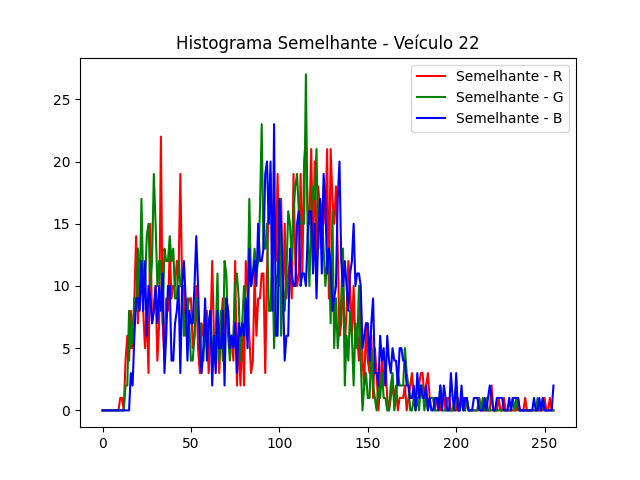 Histograma Semelhante - Veículo 22
Semelhante - R
Semelhante - G
Semelhante - B
25
20
15
10
5
0
0 50 100 150 200 250